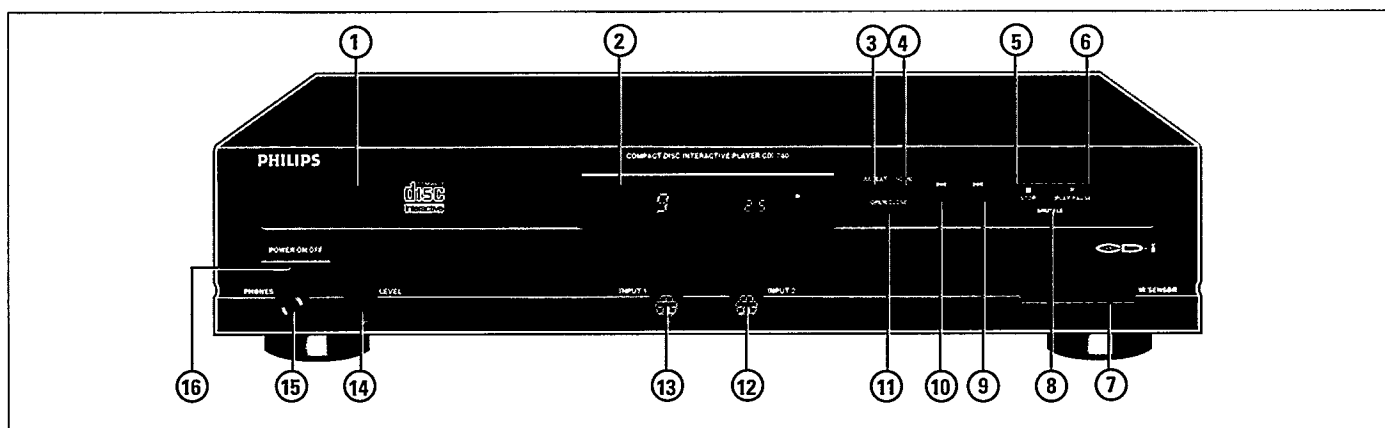 1 2 3 4 5 6
PHILIPS
COMPACT DISC INTERACTIVE PLAYER CDI 740
disc
9 25
OPEN/CLOSE
STOP PLAY/PAUSE
SHUTTLE
POWER ON/OFF
CD-i
PHONES LEVEL INPUT 1 INPUT 2 IR SENSOR
16 15 14 13 12 11 10 9 8 7